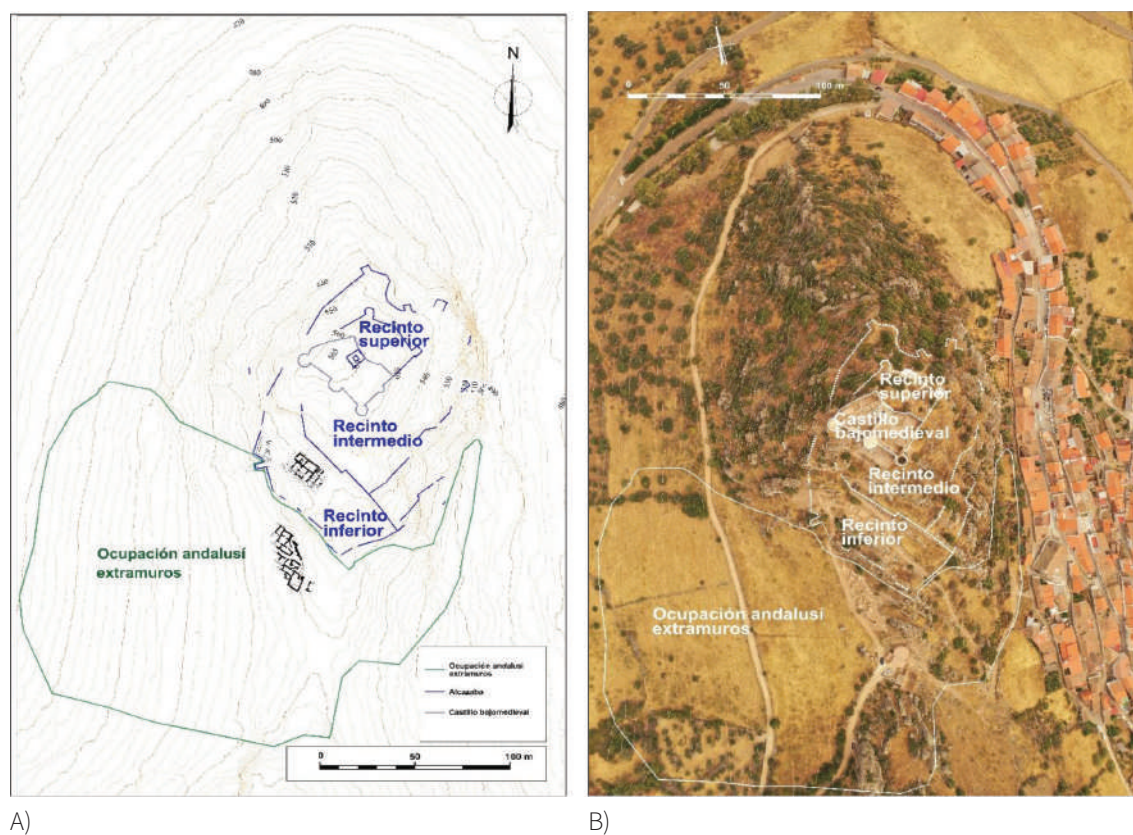 N
Recinto
superior
Recinto
intermedio
Recinto
inferior
Ocupación andalusí
extramuros
Ocupación andalusí
extramuros
Alcazaba
Castillo bajomedieval
0 50 100 m
A)
0 50 100 m
Recinto
superior
Castillo
bajomedieval
Recinto
intermedio
Recinto
inferior
Ocupación andalusí
extramuros
B)